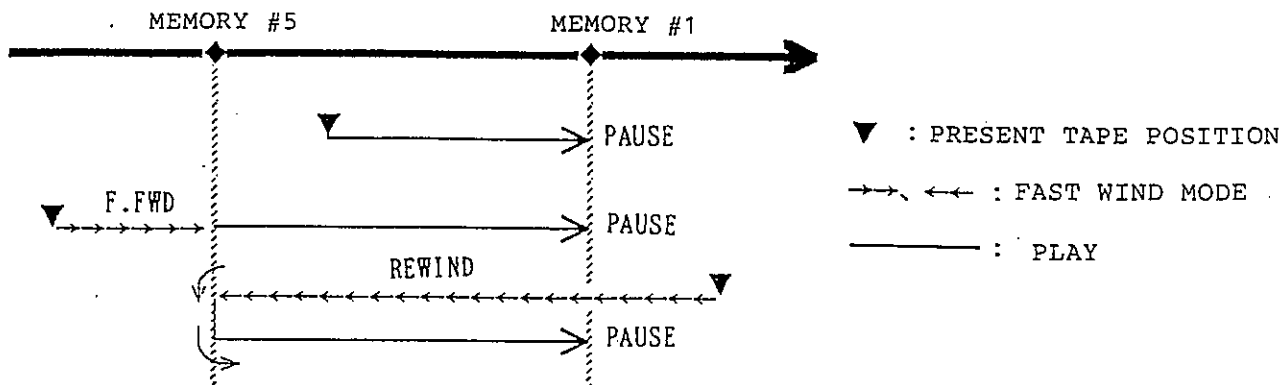 MEMORY #5
MEMORY #1
PAUSE
F.FWD
PAUSE
REWIND
PAUSE
▼ : PRESENT TAPE POSITION
→→、←← : FAST WIND MODE
—— : PLAY